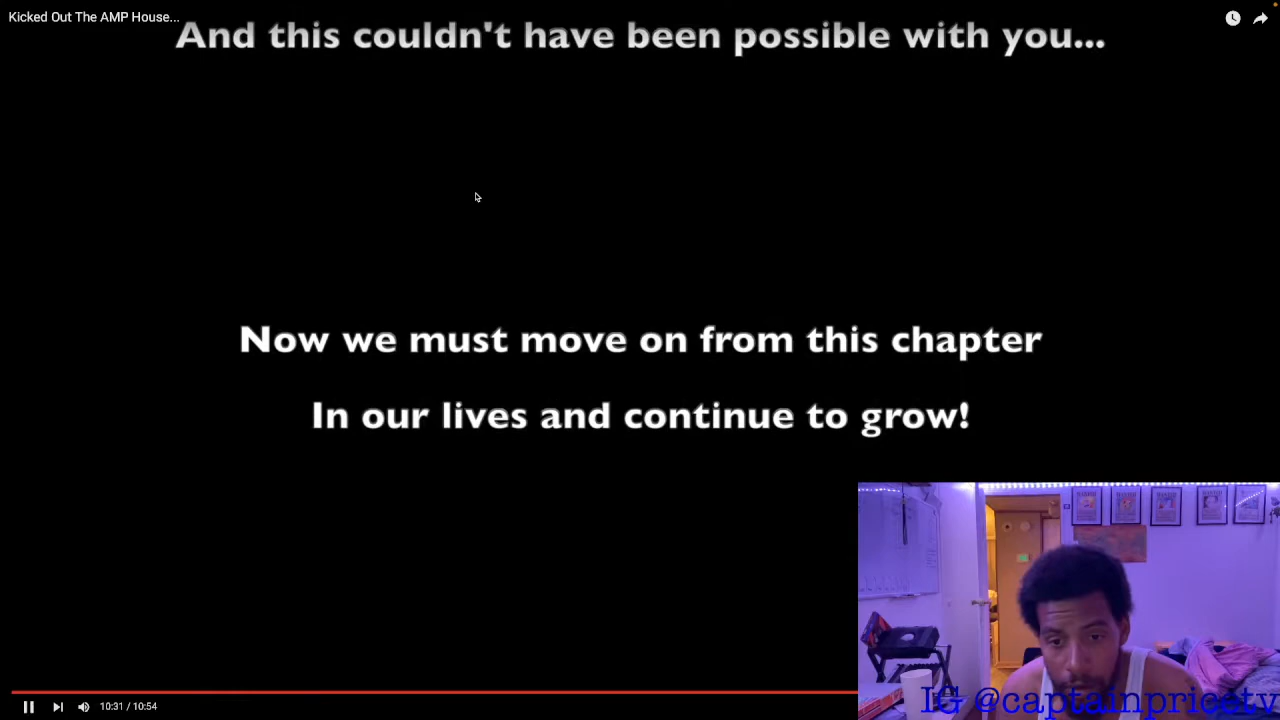 Kicked Out The AMP House...
And this couldn't have been possible with you...
Now we must move on from this chapter
In our lives and continue to grow!
IG @captainpricetv
10:31 / 10:54